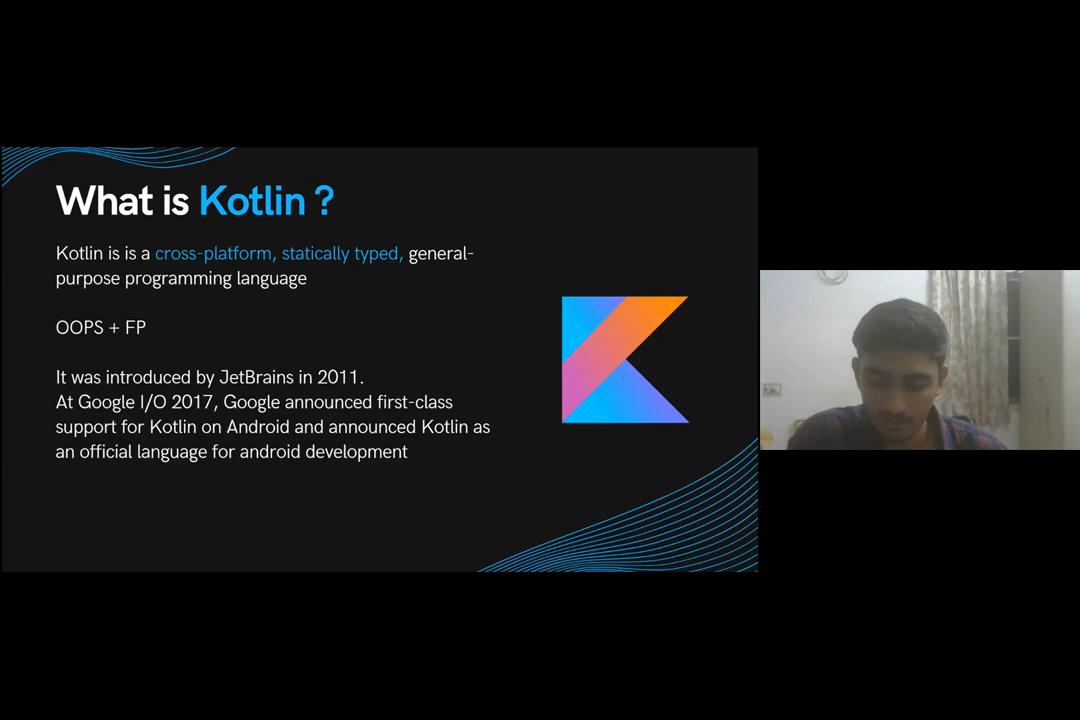 What is Kotlin ?
Kotlin is is a cross-platform, statically typed, general-
purpose programming language
OOPS + FP
It was introduced by JetBrains in 2011.
At Google I/O 2017, Google announced first-class
support for Kotlin on Android and announced Kotlin as
an official language for android development